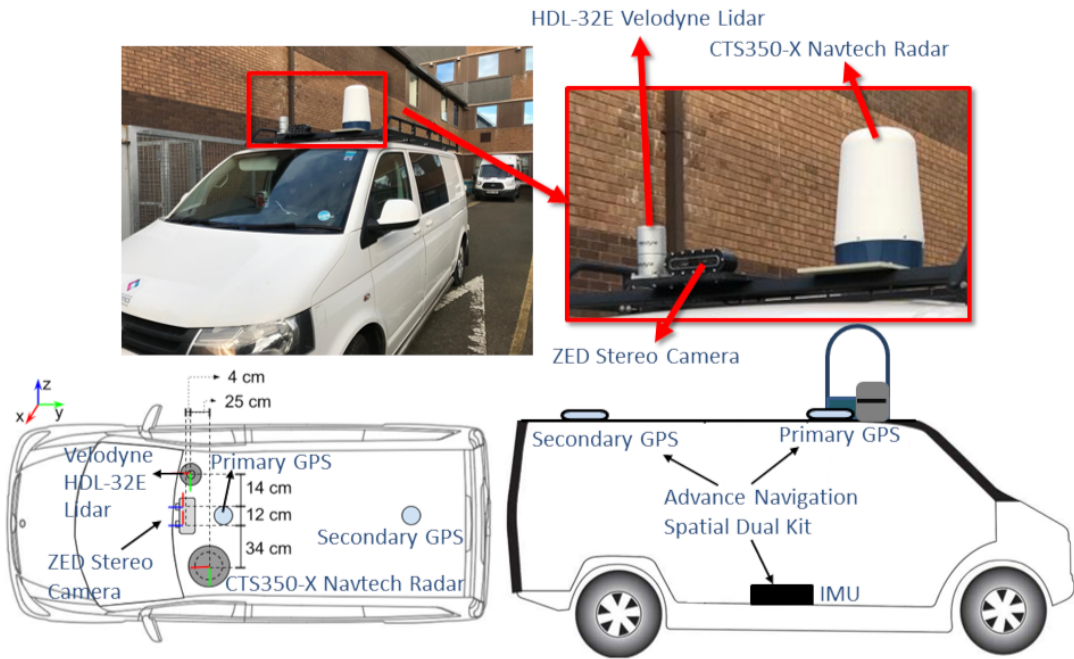 HDL-32E Velodyne Lidar
CTS350-X Navtech Radar
ZED Stereo Camera
4 cm
25 cm
z
x
y
Velodyne
HDL-32E
Lidar
Primary GPS
14 cm
12 cm
34 cm
ZED Stereo
Camera
Secondary GPS
CTS350-X Navtech Radar
Secondary GPS
Primary GPS
Advance Navigation
Spatial Dual Kit
IMU